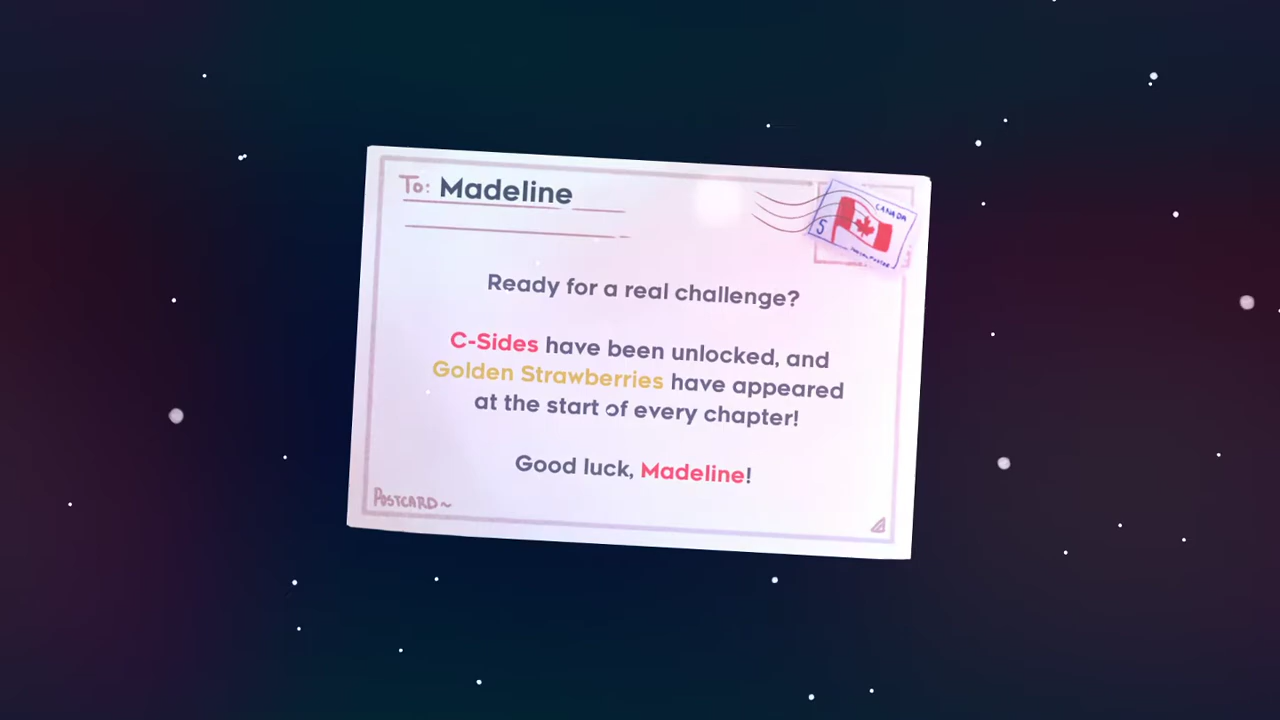 To: Madeline
CANADA
5
Ready for a real challenge?
C-Sides have been unlocked, and
Golden Strawberries have appeared
at the start of every chapter!
Good luck, Madeline!
POSTCARD~